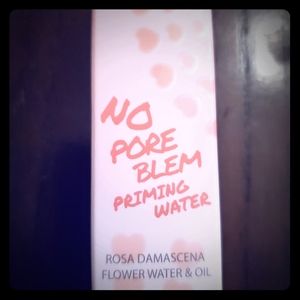 NO
PORE
BLEM
PRIMING
WATER
ROSA DAMASCENA
FLOWER WATER & OIL